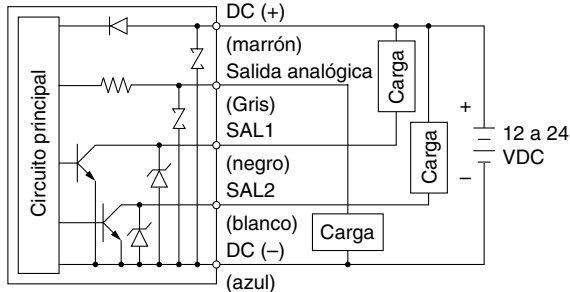 DC (+)
(marrón)
Salida analógica
(Gris)
SAL1
(negro)
SAL2
(blanco)
DC (–)
(azul)
Circuito principal
Carga
Carga
Carga
+
12 a 24
VDC
–